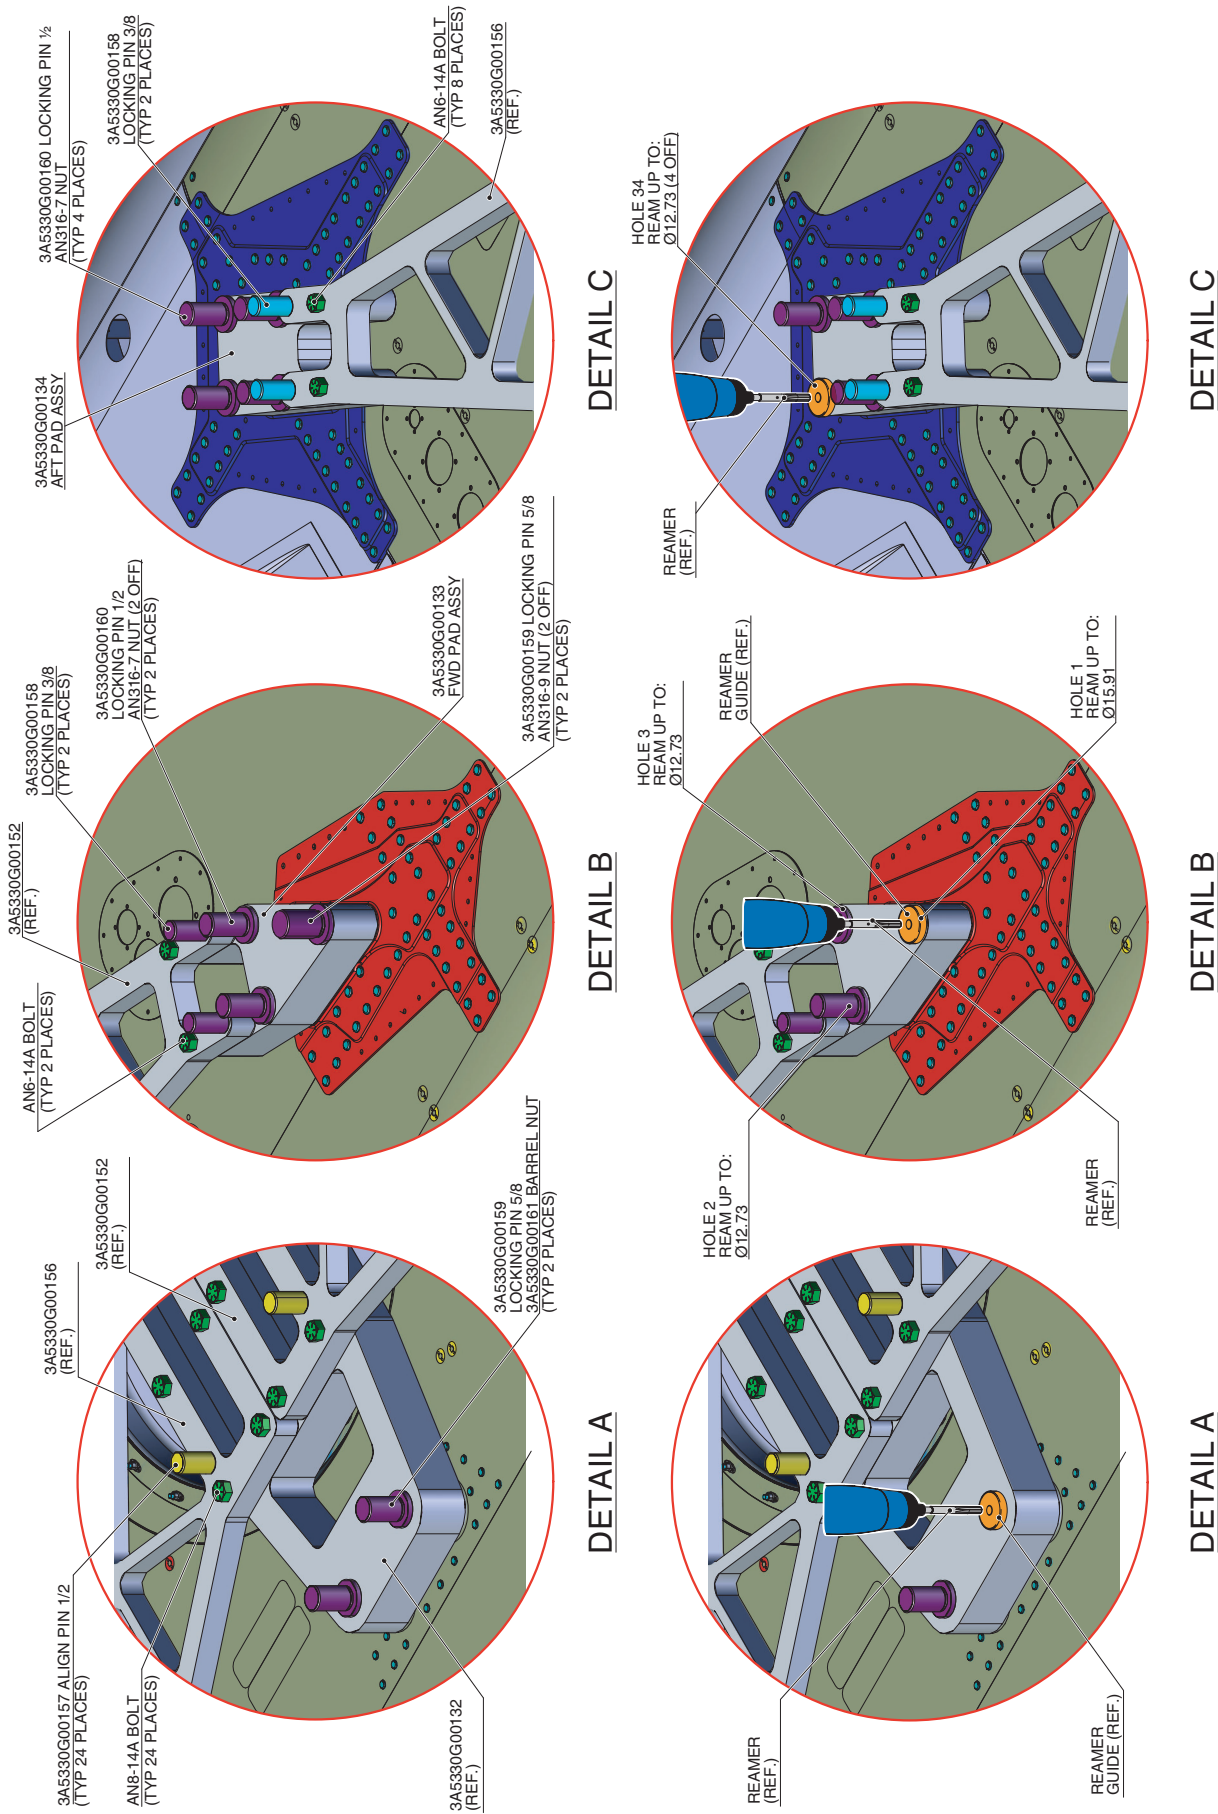 3A5330G00157 ALIGN PIN 1/2
(TYP 24 PLACES)
AN8-14A BOLT
(TYP 24 PLACES)
3A5330G00132
(REF.)
3A5330G00156
(REF.)
3A5330G00152
(REF.)
3A5330G00159
LOCKING PIN 5/8
3A5330G00161 BARREL NUT
(TYP 2 PLACES)
DETAIL A
AN6-14A BOLT
(TYP 2 PLACES)
3A5330G00152
(REF.)
3A5330G00158
LOCKING PIN 3/8
(TYP 2 PLACES)
3A5330G00160
LOCKING PIN 1/2
AN316-7 NUT (2 OFF)
(TYP 2 PLACES)
3A5330G00133
FWD PAD ASSY
3A5330G00159 LOCKING PIN 5/8
AN316-9 NUT (2 OFF)
(TYP 2 PLACES)
DETAIL B
3A5330G00134
AFT PAD ASSY
3A5330G00160 LOCKING PIN ½
AN316-7 NUT
(TYP 4 PLACES)
3A5330G00158
LOCKING PIN 3/8
(TYP 2 PLACES)
AN6-14A BOLT
(TYP 8 PLACES)
3A5330G00156
(REF.)
DETAIL C
REAMER
(REF.)
REAMER
GUIDE (REF.)
DETAIL A
HOLE 2
REAM UP TO:
Ø12.73
REAMER
(REF.)
HOLE 3
REAM UP TO:
Ø12.73
REAMER
GUIDE (REF.)
HOLE 1
REAM UP TO:
Ø15.91
DETAIL B
REAMER
(REF.)
HOLE 34
REAM UP TO:
Ø12.73 (4 OFF)
DETAIL C